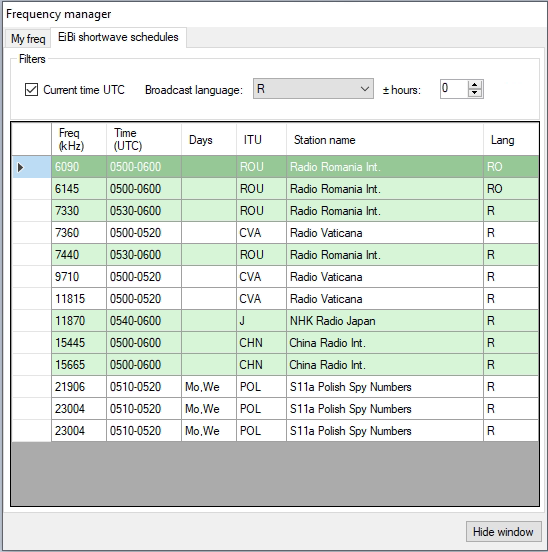 Frequency manager
My freq EiBi shortwave schedules
Filters
Current time UTC Broadcast language: R ± hours: 0
Freq (kHz) Time (UTC) Days ITU Station name Lang
6090 0500-0600 ROU Radio Romania Int. RO
6145 0500-0600 ROU Radio Romania Int. RO
7330 0530-0600 ROU Radio Romania Int. R
7360 0500-0520 CVA Radio Vaticana R
7440 0530-0600 ROU Radio Romania Int. R
9710 0500-0520 CVA Radio Vaticana R
11815 0500-0520 CVA Radio Vaticana R
11870 0540-0600 J NHK Radio Japan R
15445 0500-0600 CHN China Radio Int. R
15665 0500-0600 CHN China Radio Int. R
21906 0510-0520 Mo,We POL S11a Polish Spy Numbers R
23004 0510-0520 Mo,We POL S11a Polish Spy Numbers R
23004 0510-0520 Mo,We POL S11a Polish Spy Numbers R
Hide window